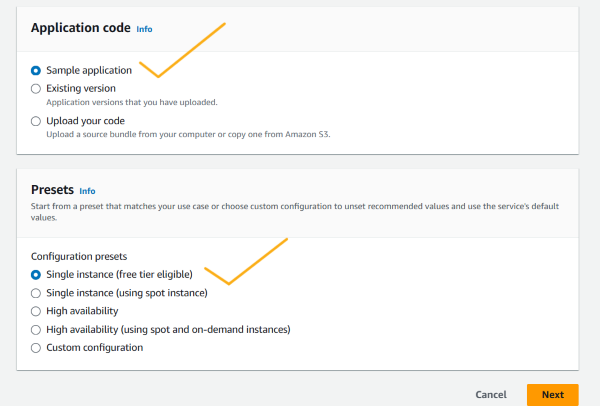 Application code Info
Sample application
Existing version
Application versions that you have uploaded.
Upload your code
Upload a source bundle from your computer or copy one from Amazon S3.
Presets Info
Start from a preset that matches your use case or choose custom configuration to unset recommended values and use the service's default
values.
Configuration presets
Single instance (free tier eligible)
Single instance (using spot instance)
High availability
High availability (using spot and on-demand instances)
Custom configuration
Cancel Next